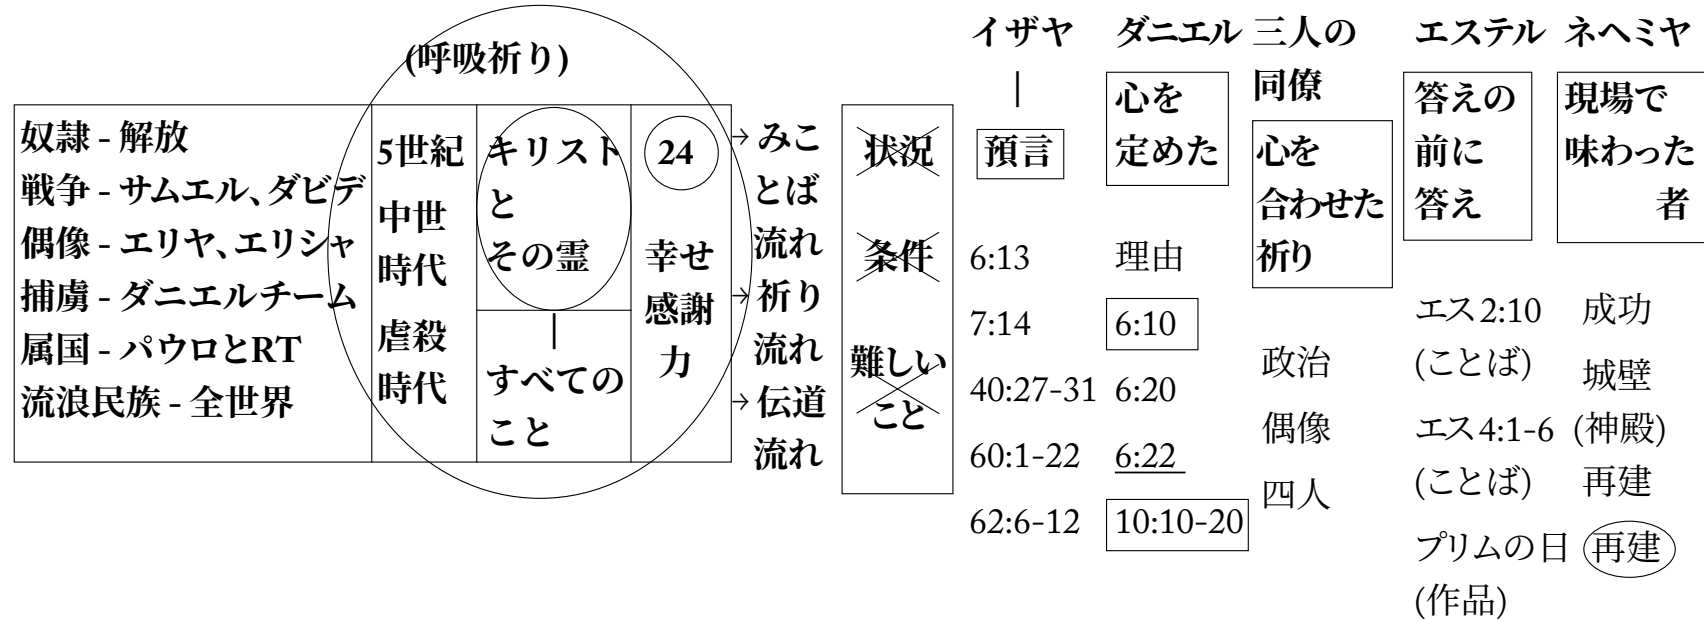 (呼吸祈り)
奴隷 - 解放
戦争 - サムエル、ダビデ
偶像 - エリヤ、エリシャ
捕虜 - ダニエルチーム
属国 - パウロとRT
流浪民族 - 全世界
5世紀
中世
時代
虐殺
時代
キリスト
と
その霊
すべての
こと
24
幸せ
感謝
力
→みこ
とば
流れ
→祈り
流れ
→伝道
流れ
状況
条件
難しい
こと
イザヤ
預言
6:13
7:14
40:27-31
60:1-22
62:6-12
ダニエル
心を
定めた
理由
6:10
6:20
6:22
10:10-20
三人の
同僚
心を
合わせた
祈り
政治
偶像
四人
エステル
答えの
前に
答え
エス2:10
(ことば)
エス4:1-6
(ことば)
プリムの日
(作品)
ネヘミヤ
現場で
味わった
者
成功
城壁
(神殿)
再建
再建